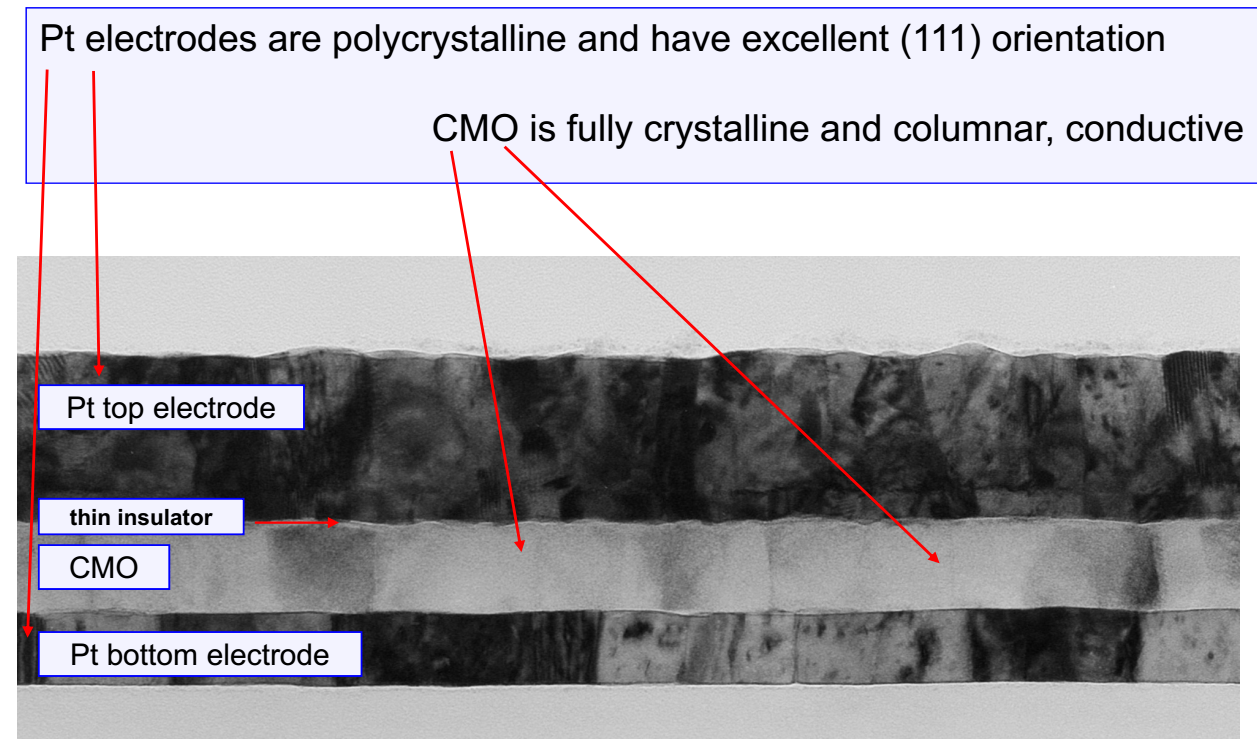 Pt electrodes are polycrystalline and have excellent (111) orientation
CMO is fully crystalline and columnar, conductive
Pt top electrode
thin insulator
CMO
Pt bottom electrode